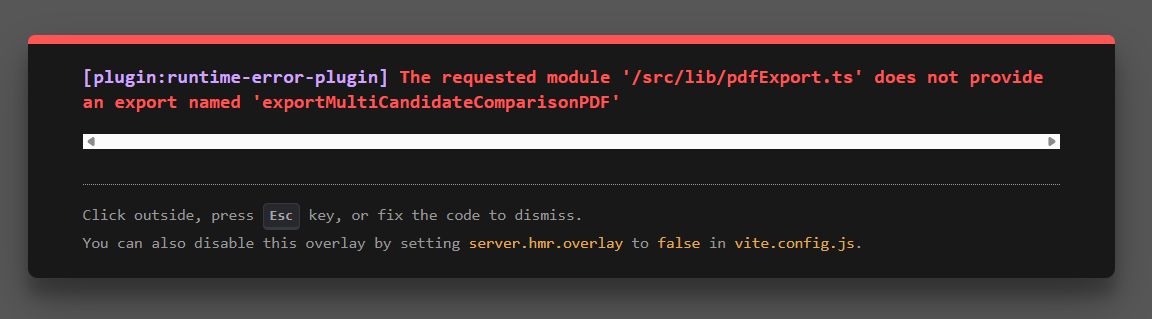 [plugin:runtime-error-plugin] The requested module '/src/lib/pdfExport.ts' does not provide
an export named 'exportMultiCandidateComparisonPDF'
Click outside, press Esc key, or fix the code to dismiss.
You can also disable this overlay by setting server.hmr.overlay to false in vite.config.js.